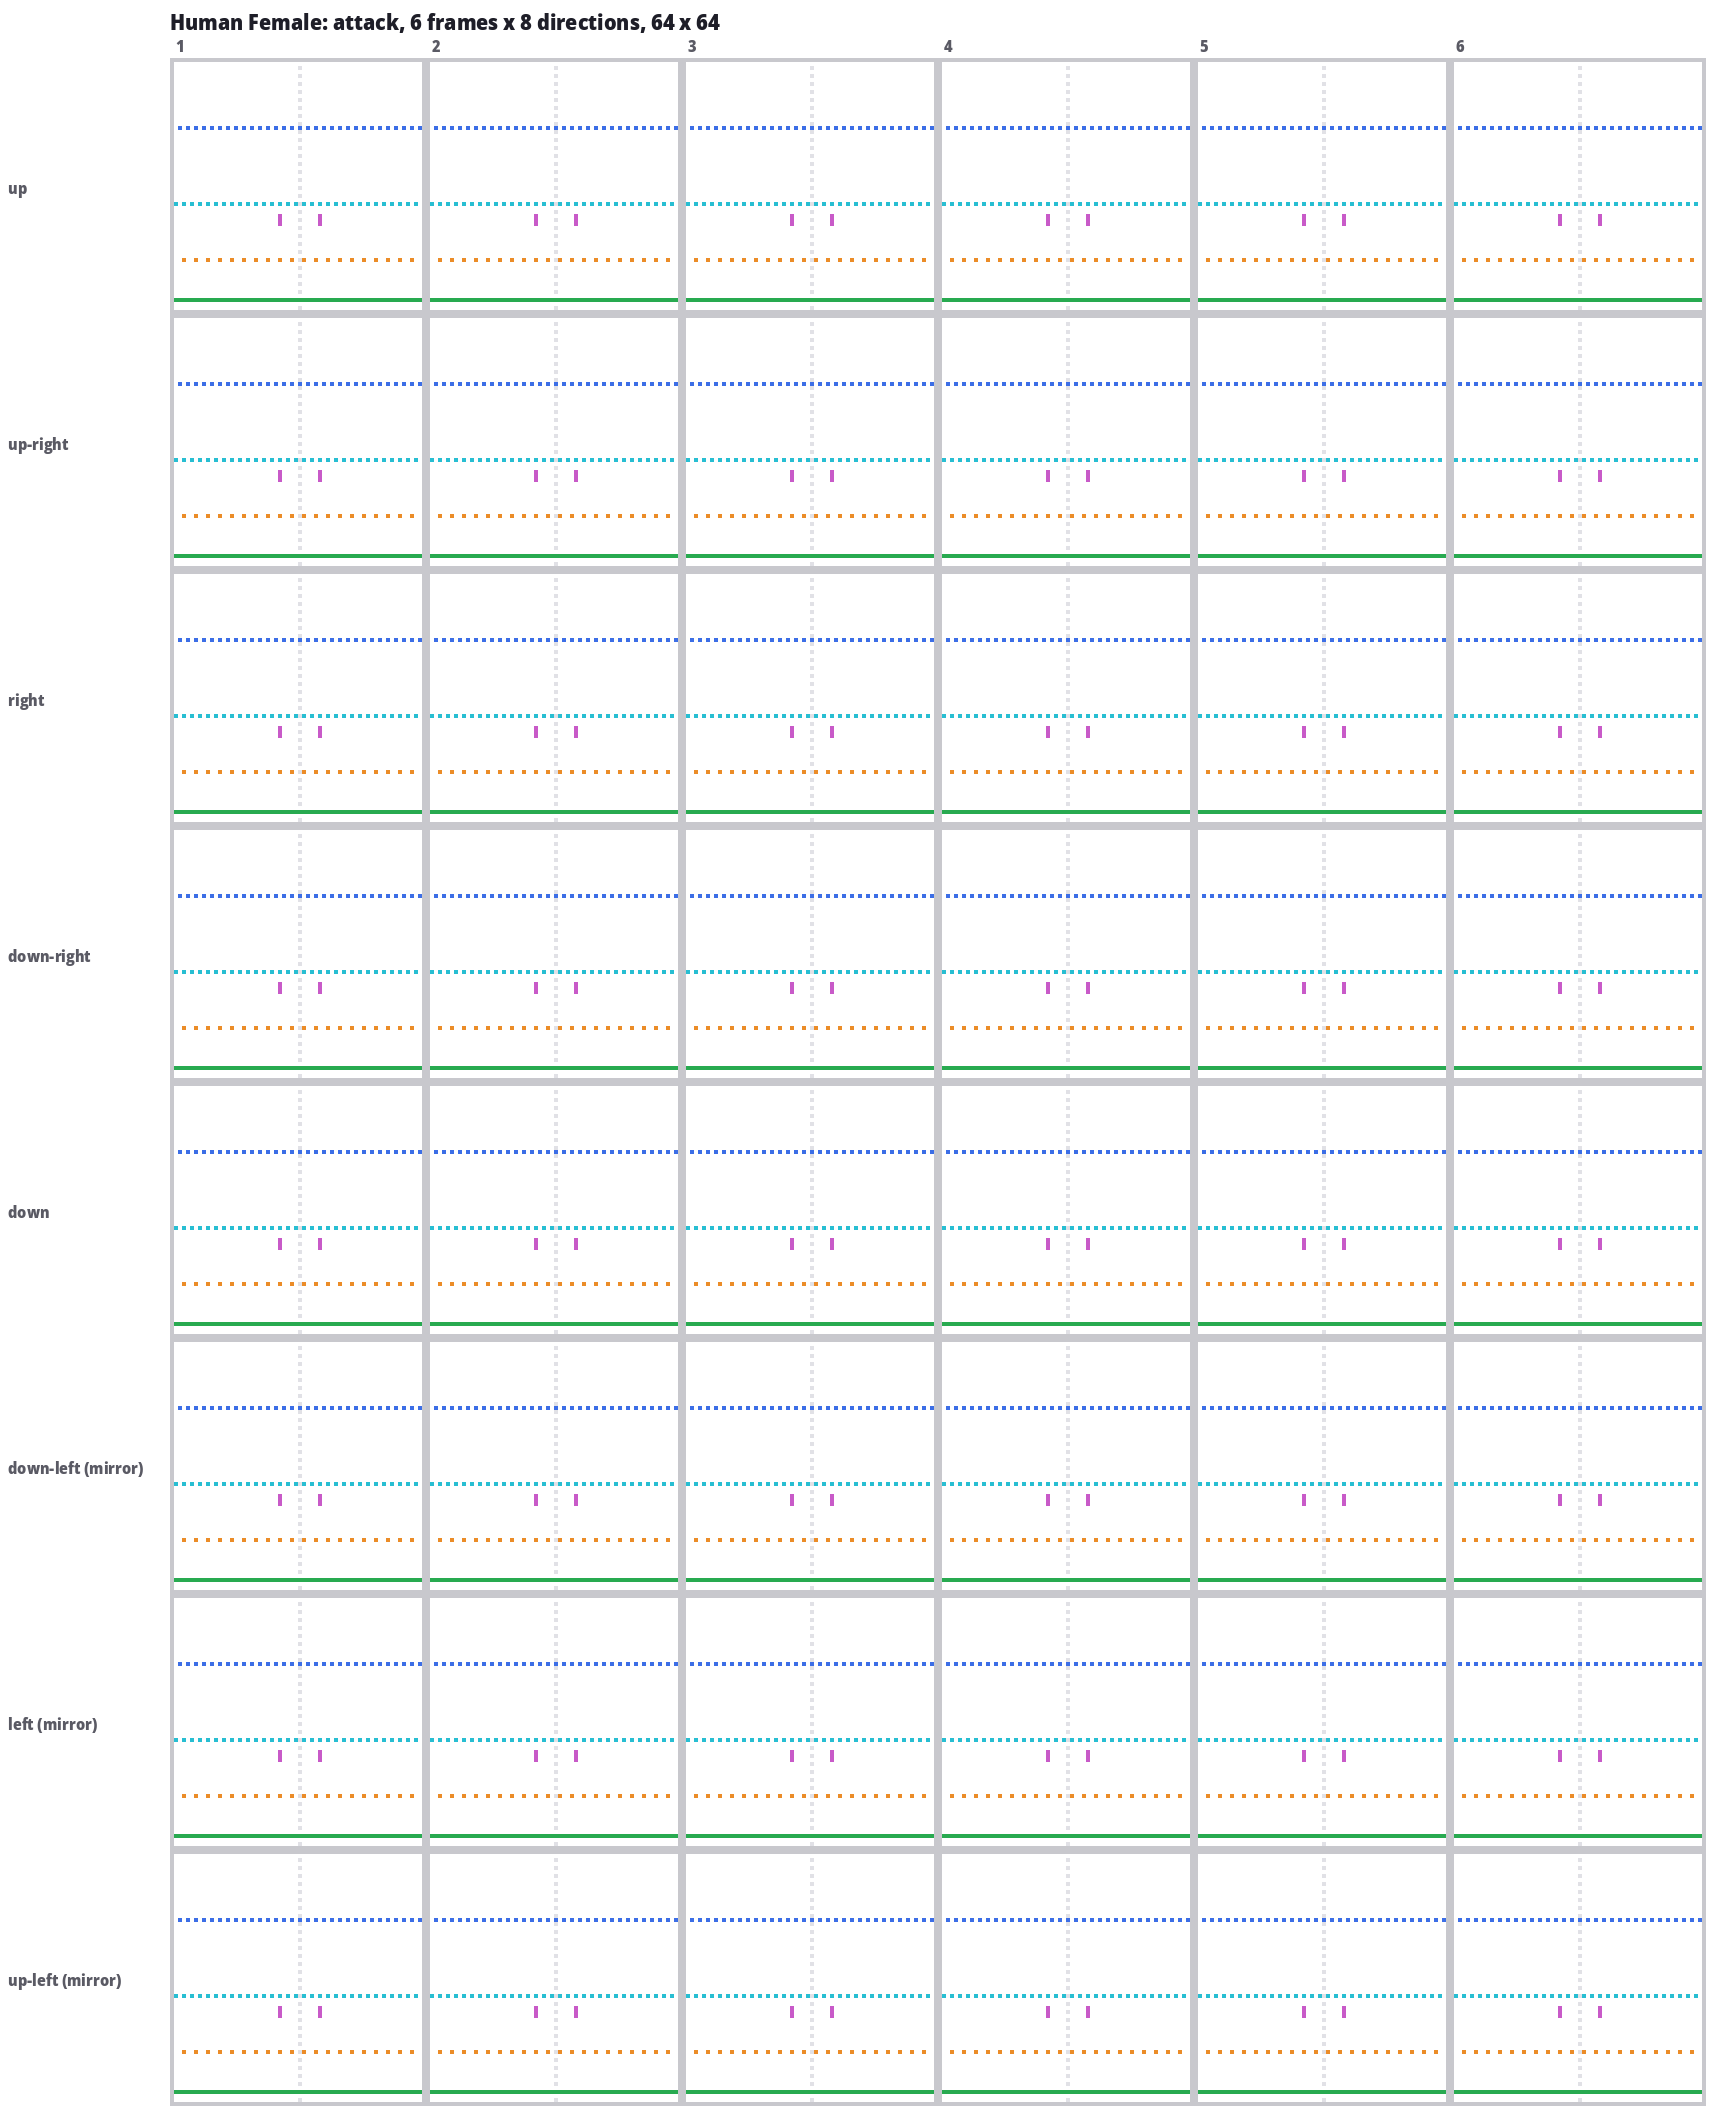 Human Female: attack, 6 frames x 8 directions, 64 x 64
1 2 3 4 5 6
up
up-right
right
down-right
down
down-left (mirror)
left (mirror)
up-left (mirror)